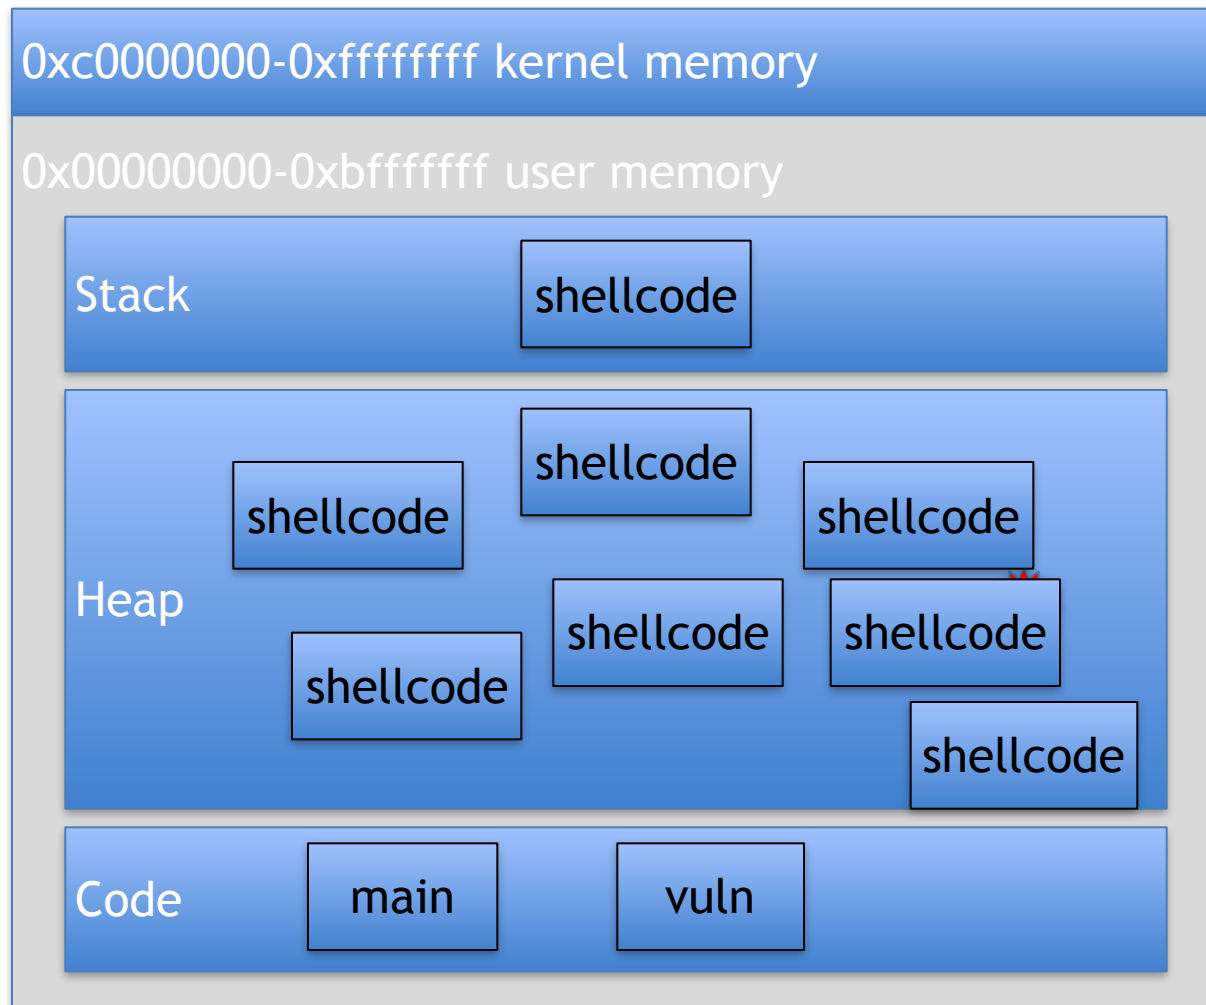 0xc0000000-0xffffffff kernel memory
0x00000000-0xbfffffff user memory
Stack
shellcode
Heap
shellcode
shellcode
shellcode
shellcode
shellcode
shellcode
shellcode
Code
main
vuln